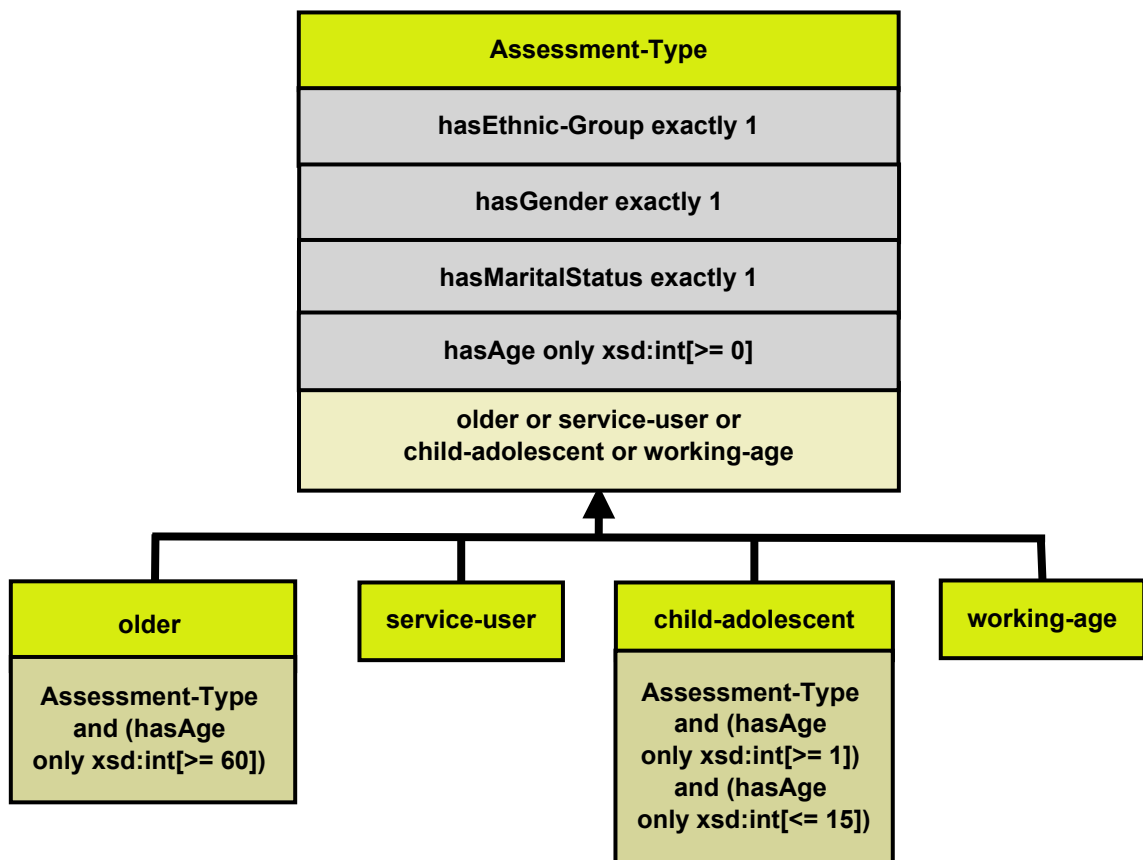 Assessment-Type
hasEthnic-Group exactly 1
hasGender exactly 1
hasMaritalStatus exactly 1
hasAge only xsd:int[>= 0]
older or service-user or
child-adolescent or working-age
older
Assessment-Type
and (hasAge
only xsd:int[>= 60])
service-user
child-adolescent
Assessment-Type
and (hasAge
only xsd:int[>= 1])
and (hasAge
only xsd:int[<= 15])
working-age